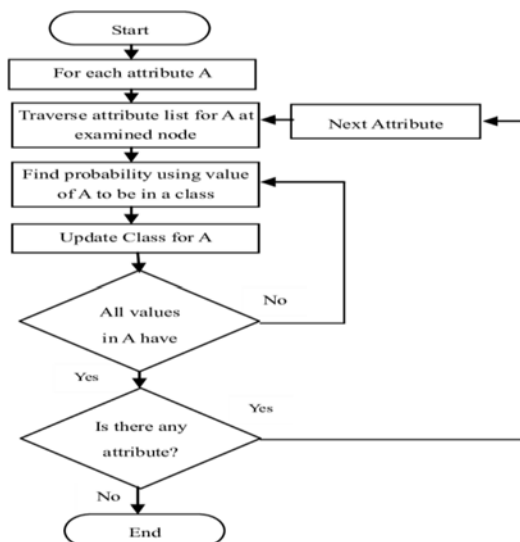 Start
For each attribute A
Traverse attribute list for A at
examined node
Next Attribute
Find probability using value
of A to be in a class
Update Class for A
No
All values
in A have
Yes
Yes
Is there any
attribute?
No
End